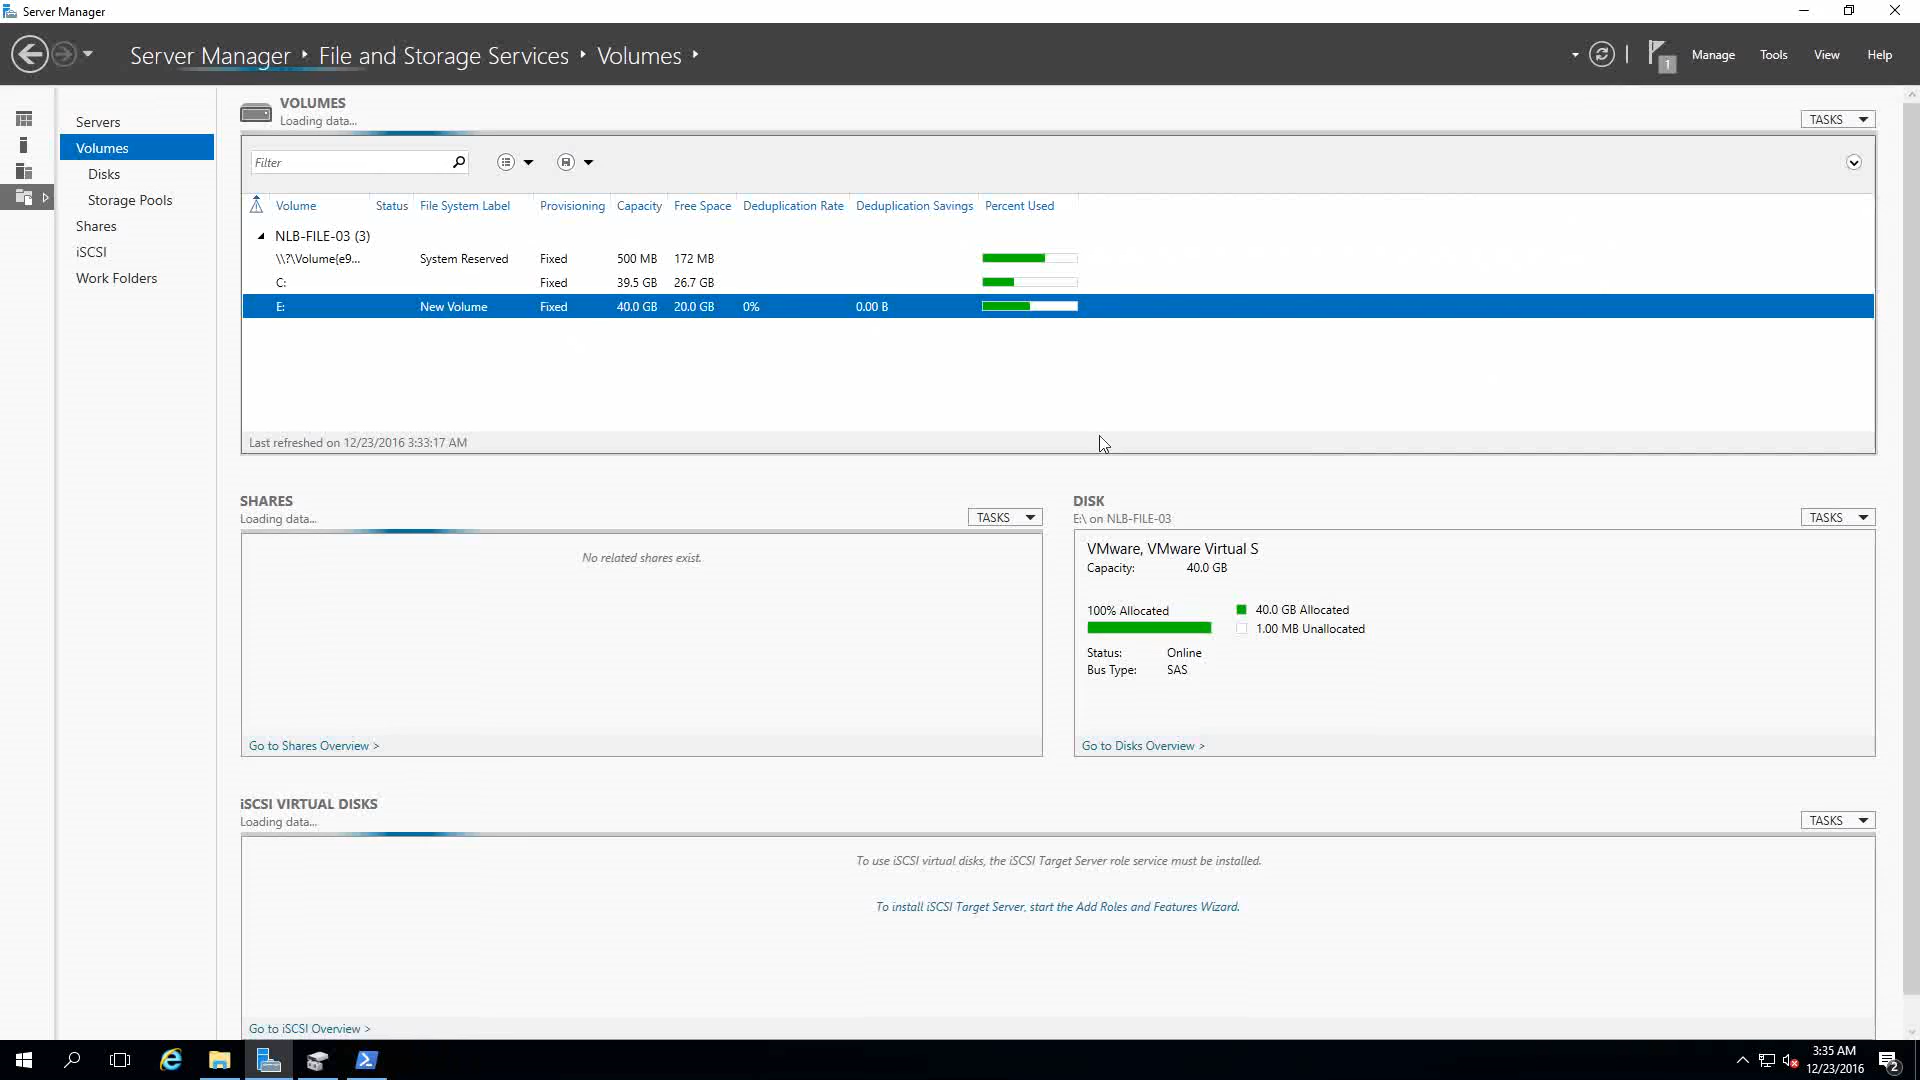 Server Manager
Server Manager ‣ File and Storage Services ‣ Volumes ‣
1
Manage
Tools
View
Help
Servers
Volumes
Disks
Storage Pools
Shares
iSCSI
Work Folders
VOLUMES
Loading data...
TASKS
Filter
Volume Status File System Label Provisioning Capacity Free Space Deduplication Rate Deduplication Savings Percent Used
NLB-FILE-03 (3)
\\?\Volume{e9... System Reserved Fixed 500 MB 172 MB
C: Fixed 39.5 GB 26.7 GB
E: New Volume Fixed 40.0 GB 20.0 GB 0% 0.00 B
Last refreshed on 12/23/2016 3:33:17 AM
SHARES
Loading data...
TASKS
No related shares exist.
Go to Shares Overview >
DISK
E:\ on NLB-FILE-03
TASKS
VMware, VMware Virtual S
Capacity: 40.0 GB
100% Allocated
40.0 GB Allocated
1.00 MB Unallocated
Status: Online
Bus Type: SAS
Go to Disks Overview >
iSCSI VIRTUAL DISKS
Loading data...
TASKS
To use iSCSI virtual disks, the iSCSI Target Server role service must be installed.
To install iSCSI Target Server, start the Add Roles and Features Wizard.
Go to iSCSI Overview >
3:35 AM
12/23/2016
2